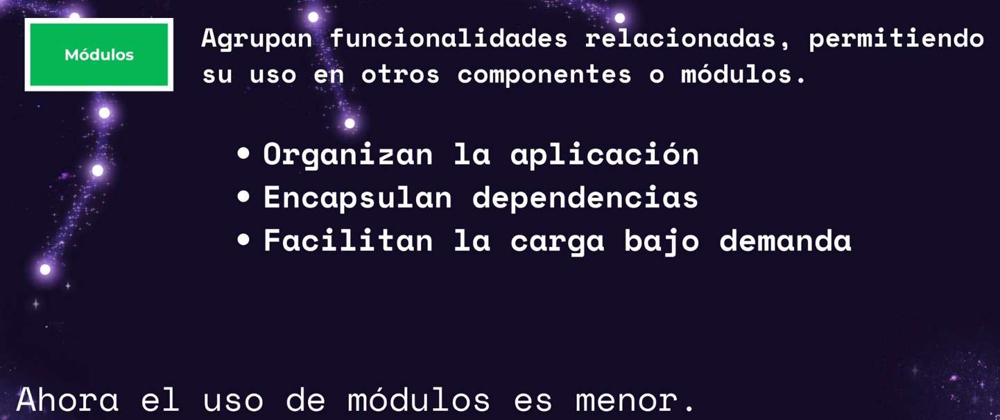 Módulos
Agrupan funcionalidades relacionadas, permitiendo
su uso en otros componentes o módulos.
• Organizan la aplicación
• Encapsulan dependencias
• Facilitan la carga bajo demanda
Ahora el uso de módulos es menor.